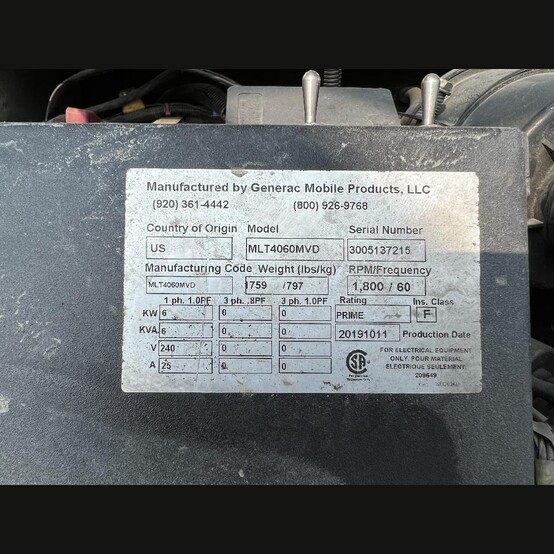 Manufactured by Generac Mobile Products, LLC
(920) 361-4442 (800) 926-9768
Country of Origin Model Serial Number
US MLT4060MVD 3005137215
Manufacturing Code Weight (lbs/kg) RPM/Frequency
MLT4060MVD 1759 /797 1,800 / 60
1 ph. 1.0PF 3 ph. .8PF 3 ph. 1.0PF Rating Ins. Class
KW 6 0 0 PRIME F
KVA 6 0 0 20191011 Production Date
V 240 0 0
A 25 0 0
SA
FOR ELECTRICAL EQUIPMENT
ONLY. POUR MATERIAL
ELECTRIQUE SEULEMENT.
209649